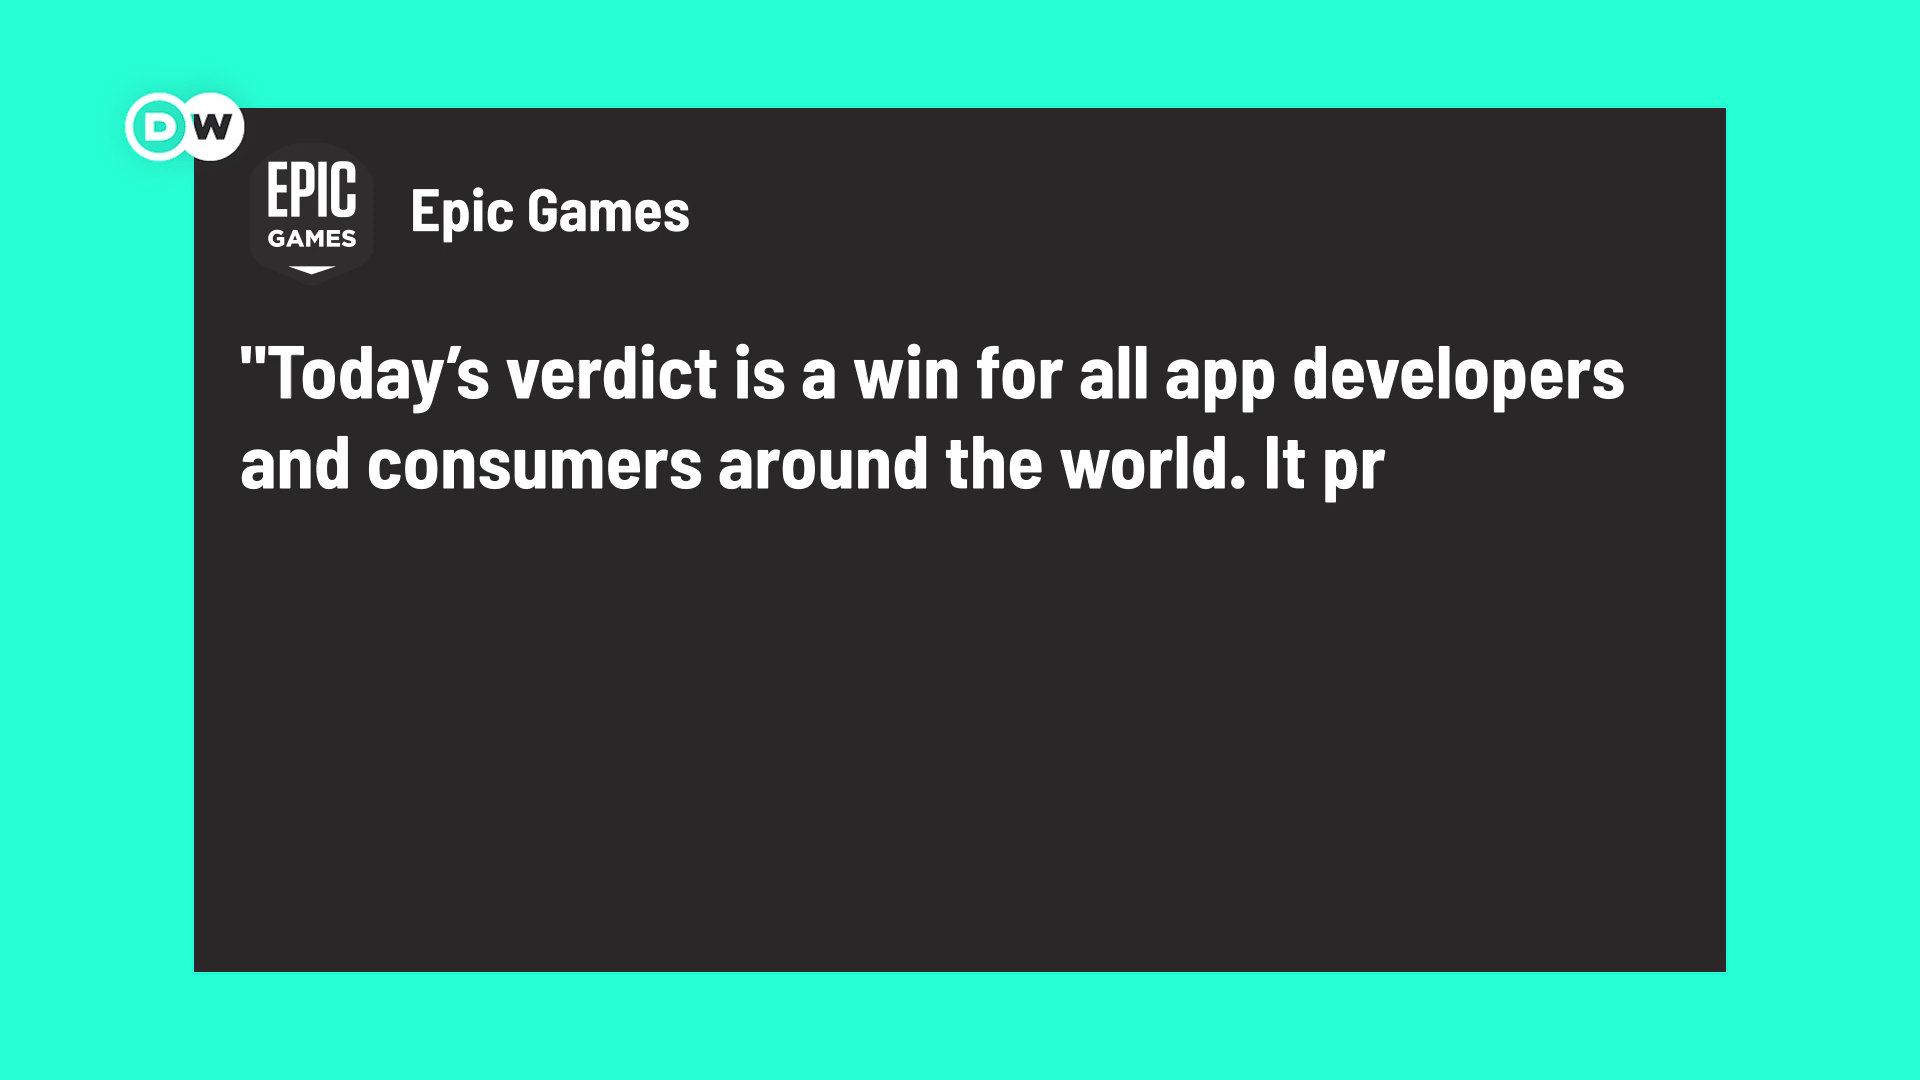 DW
EPIC
GAMES
Epic Games
"Today’s verdict is a win for all app developers
and consumers around the world. It pr